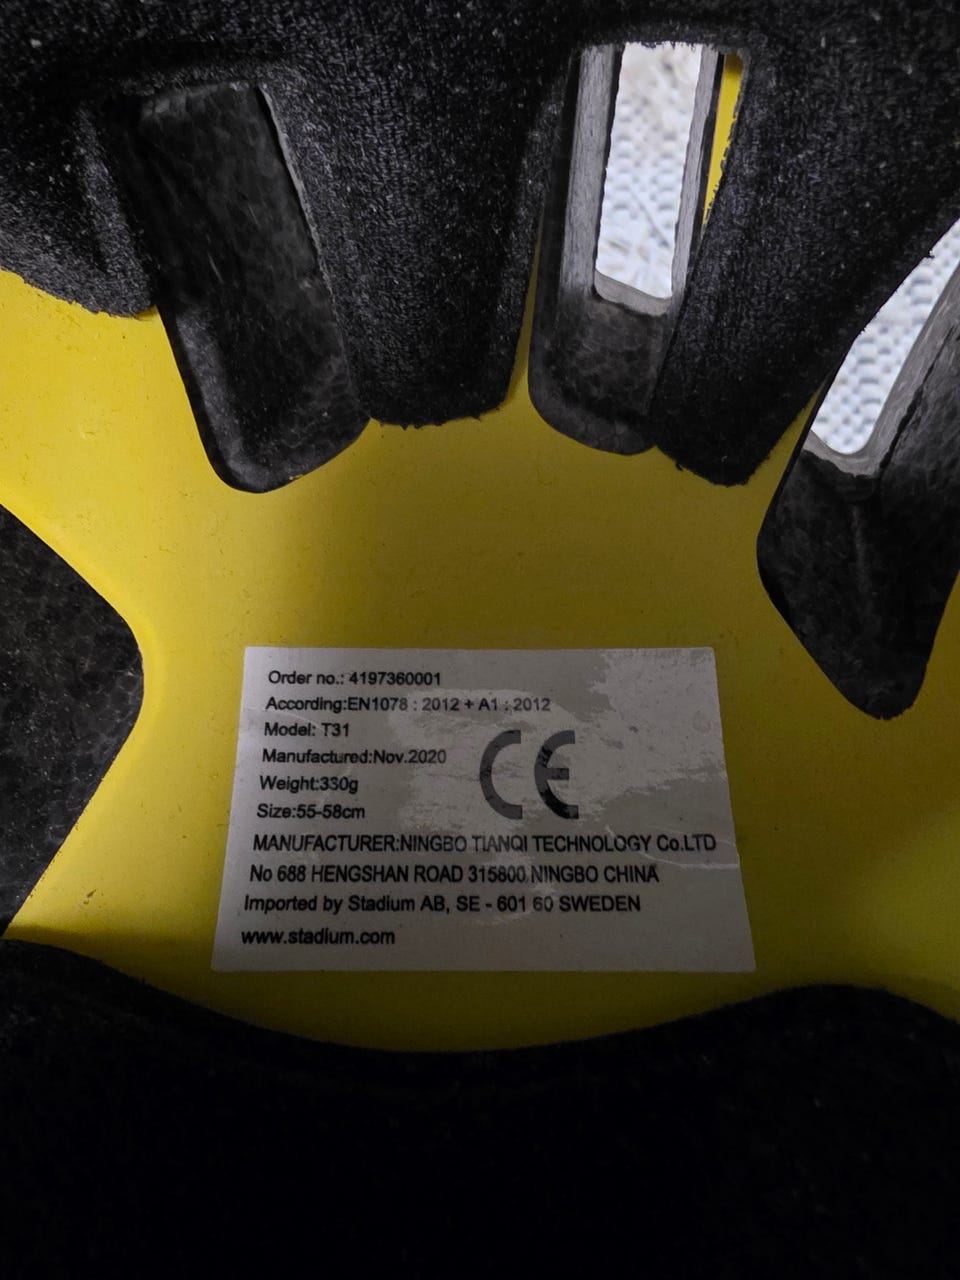 Order no.: 4197360001
According:EN1078 : 2012 + A1 : 2012
Model: T31
Manufactured:Nov.2020
CE
Weight:330g
Size:55-58cm
MANUFACTURER:NINGBO TIANQI TECHNOLOGY Co.LTD
No 688 HENGSHAN ROAD 315800 NINGBO CHINA
Imported by Stadium AB, SE - 601 60 SWEDEN
www.stadium.com